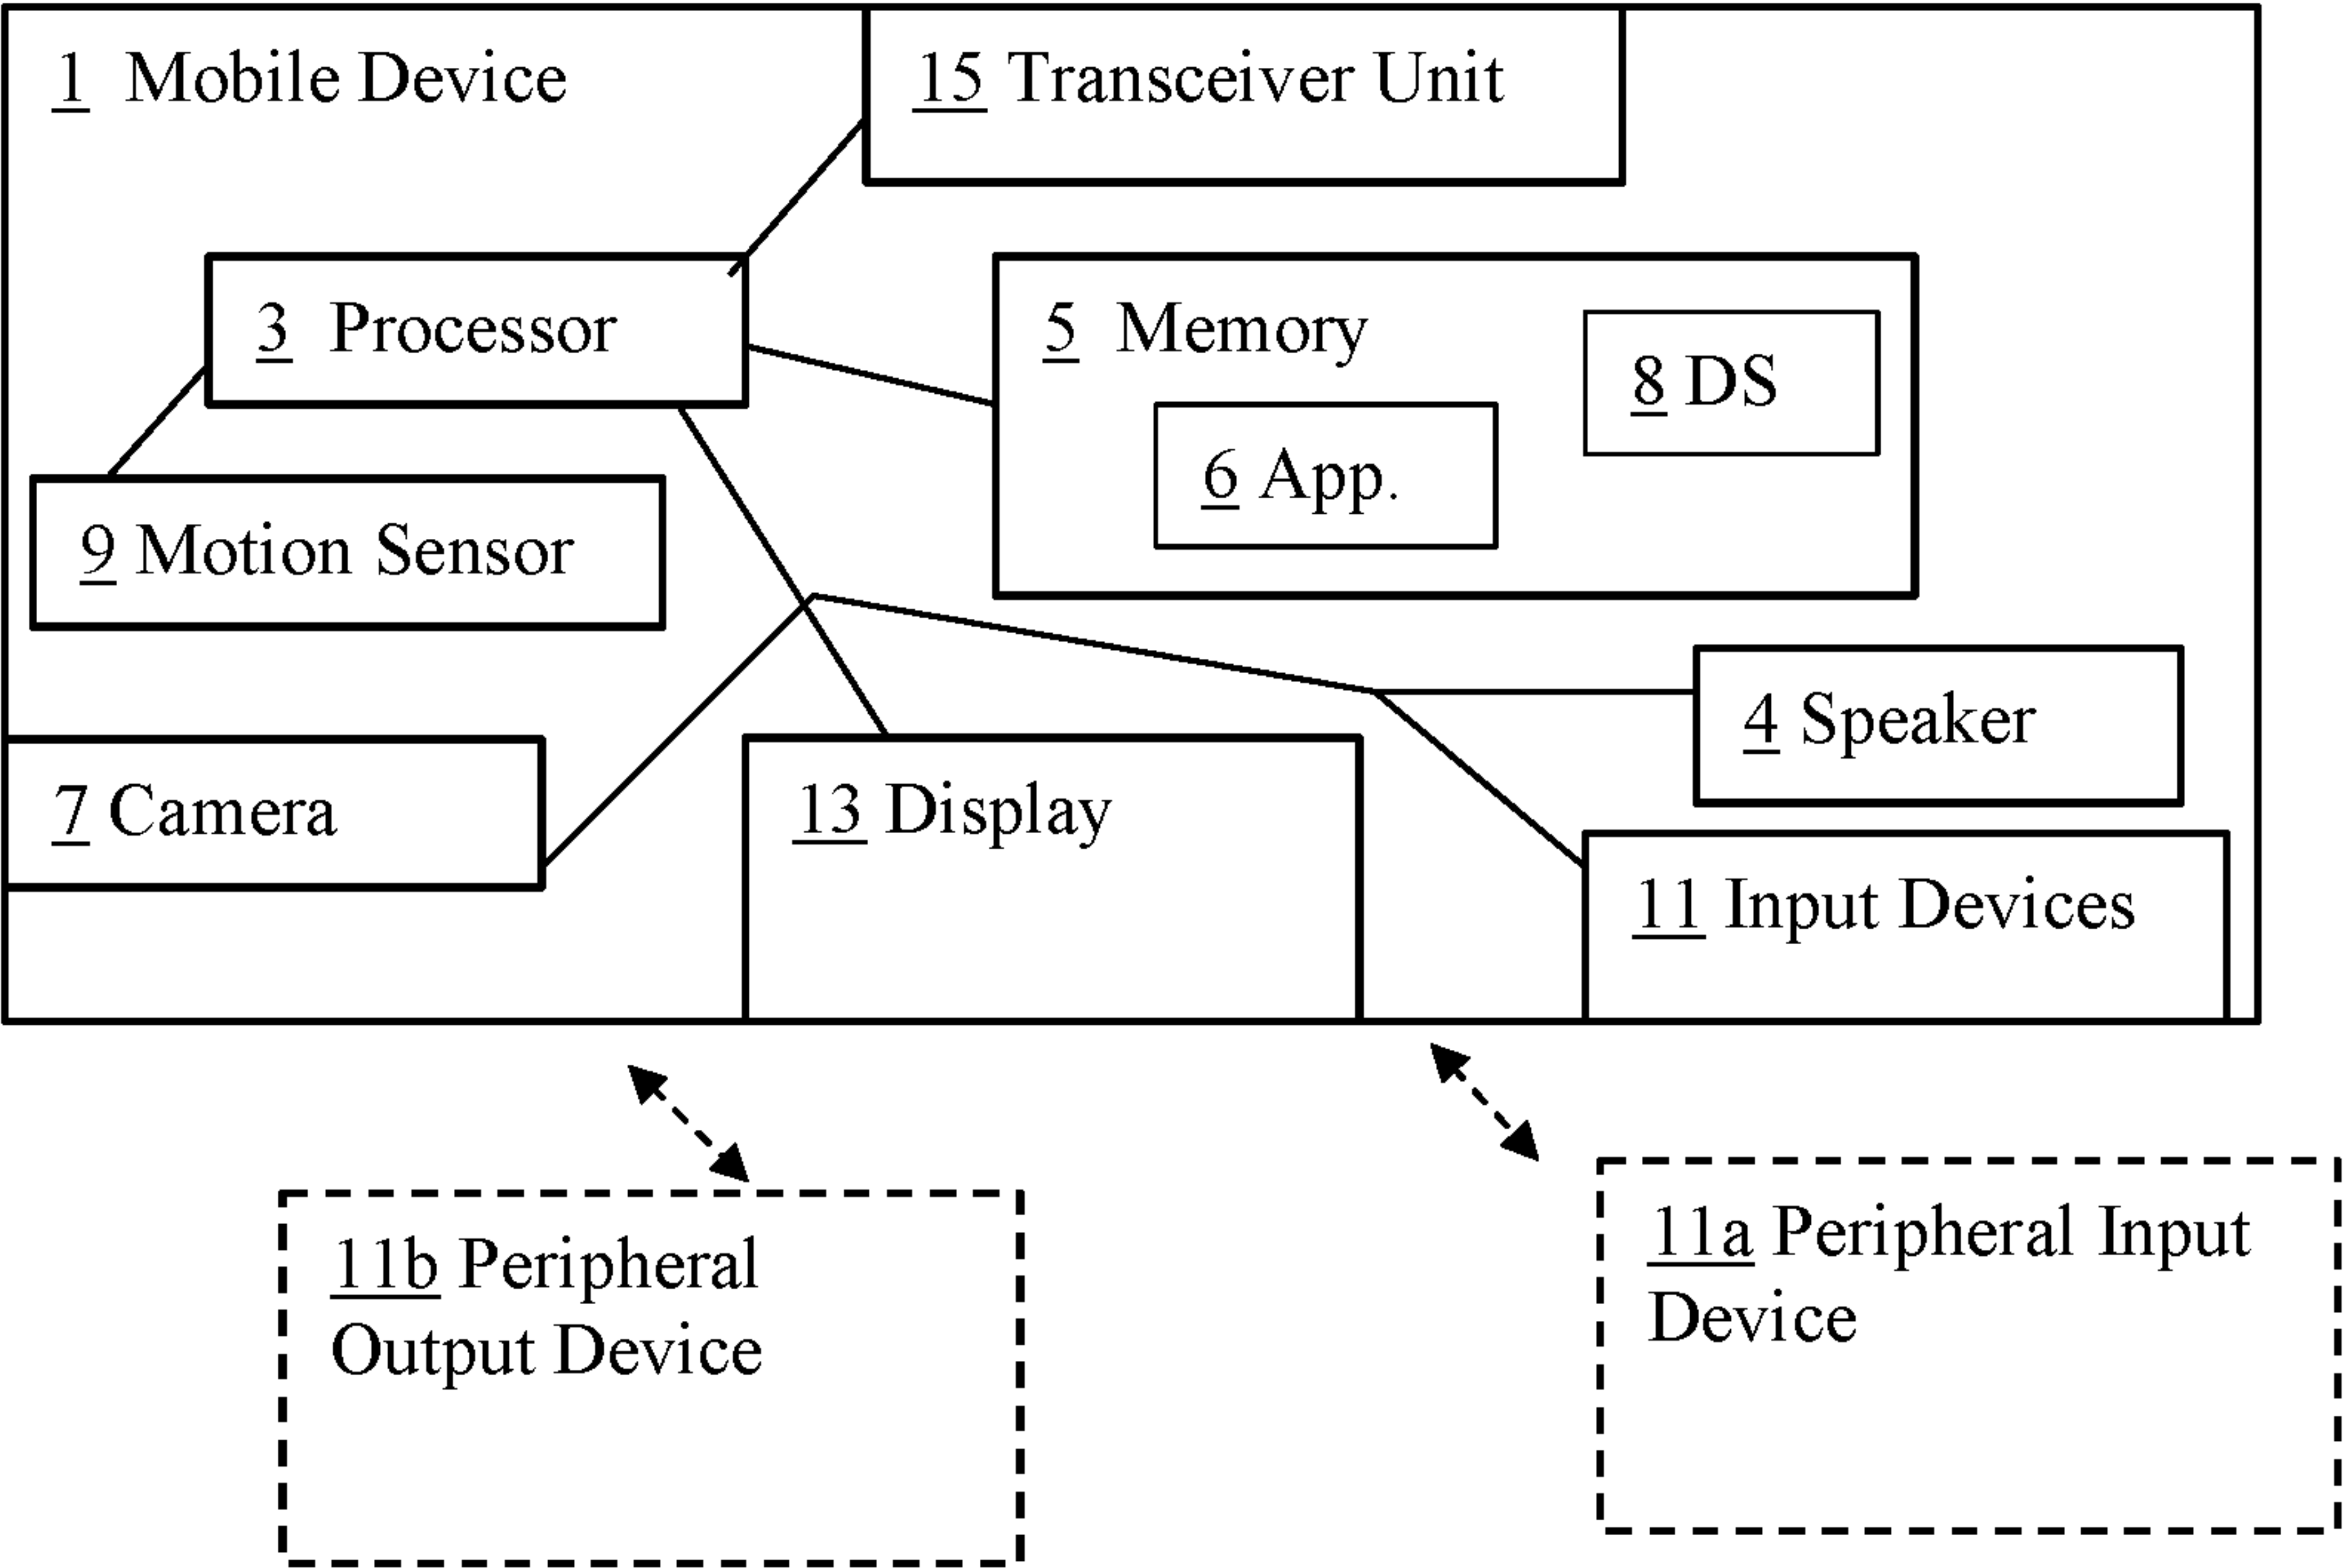 1 Mobile Device
15 Transceiver Unit
3 Processor
5 Memory
8 DS
6 App.
9 Motion Sensor
4 Speaker
7 Camera
13 Display
11 Input Devices
11b Peripheral
Output Device
11a Peripheral Input
Device